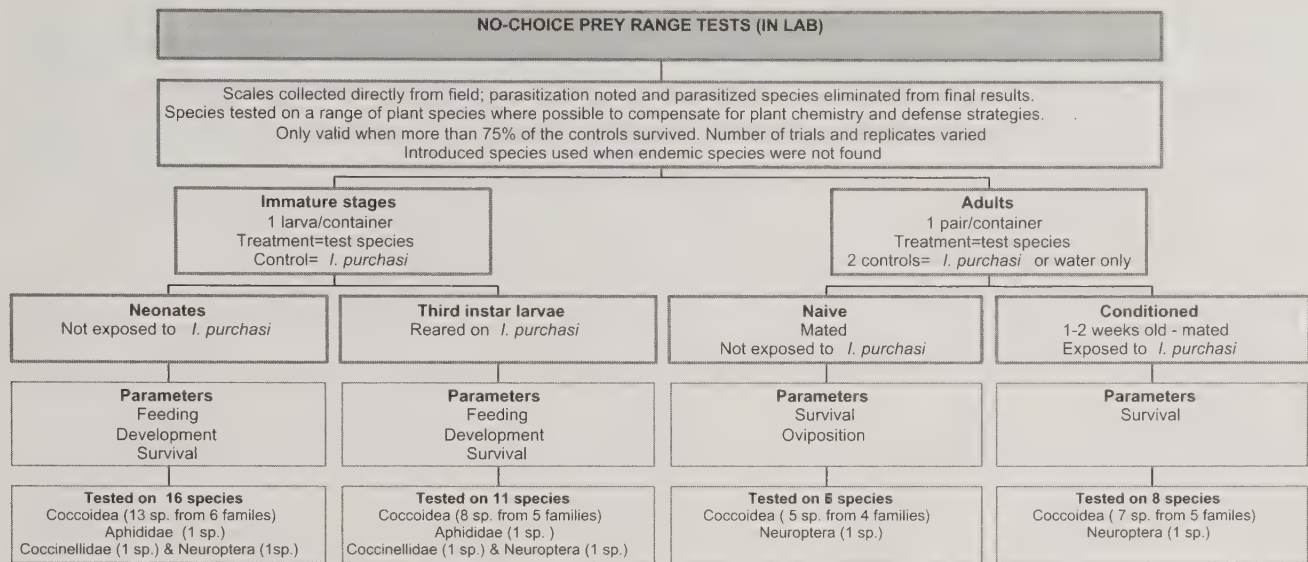 NO-CHOICE PREY RANGE TESTS (IN LAB)
Scales collected directly from field; parasitization noted and parasitized species eliminated from final results.
Species tested on a range of plant species where possible to compensate for plant chemistry and defense strategies.
Only valid when more than 75% of the controls survived. Number of trials and replicates varied
Introduced species used when endemic species were not found
Immature stages
1 larva/container
Treatment=test species
Control= I. purchasi
Adults
1 pair/container
Treatment=test species
2 controls= I. purchasi or water only
Neonates
Not exposed to I. purchasi
Third instar larvae
Reared on I. purchasi
Naive
Mated
Not exposed to I. purchasi
Conditioned
1-2 weeks old - mated
Exposed to I. purchasi
Parameters
Feeding
Development
Survival
Parameters
Feeding
Development
Survival
Parameters
Survival
Oviposition
Parameters
Survival
Tested on 16 species
Coccoidea (13 sp. from 6 familes)
Aphididae (1 sp.)
Coccinellidae (1 sp.) & Neuroptera (1sp.)
Tested on 11 species
Coccoidea (8 sp. from 5 families)
Aphididae (1 sp. )
Coccinellidae (1 sp.) & Neuroptera (1 sp.)
Tested on species
Coccoidea ( 5 sp. from 4 families)
Neuroptera (1 sp.)
Tested on 8 species
Coccoidea ( 7 sp. from 5 families)
Neuroptera (1 sp.)